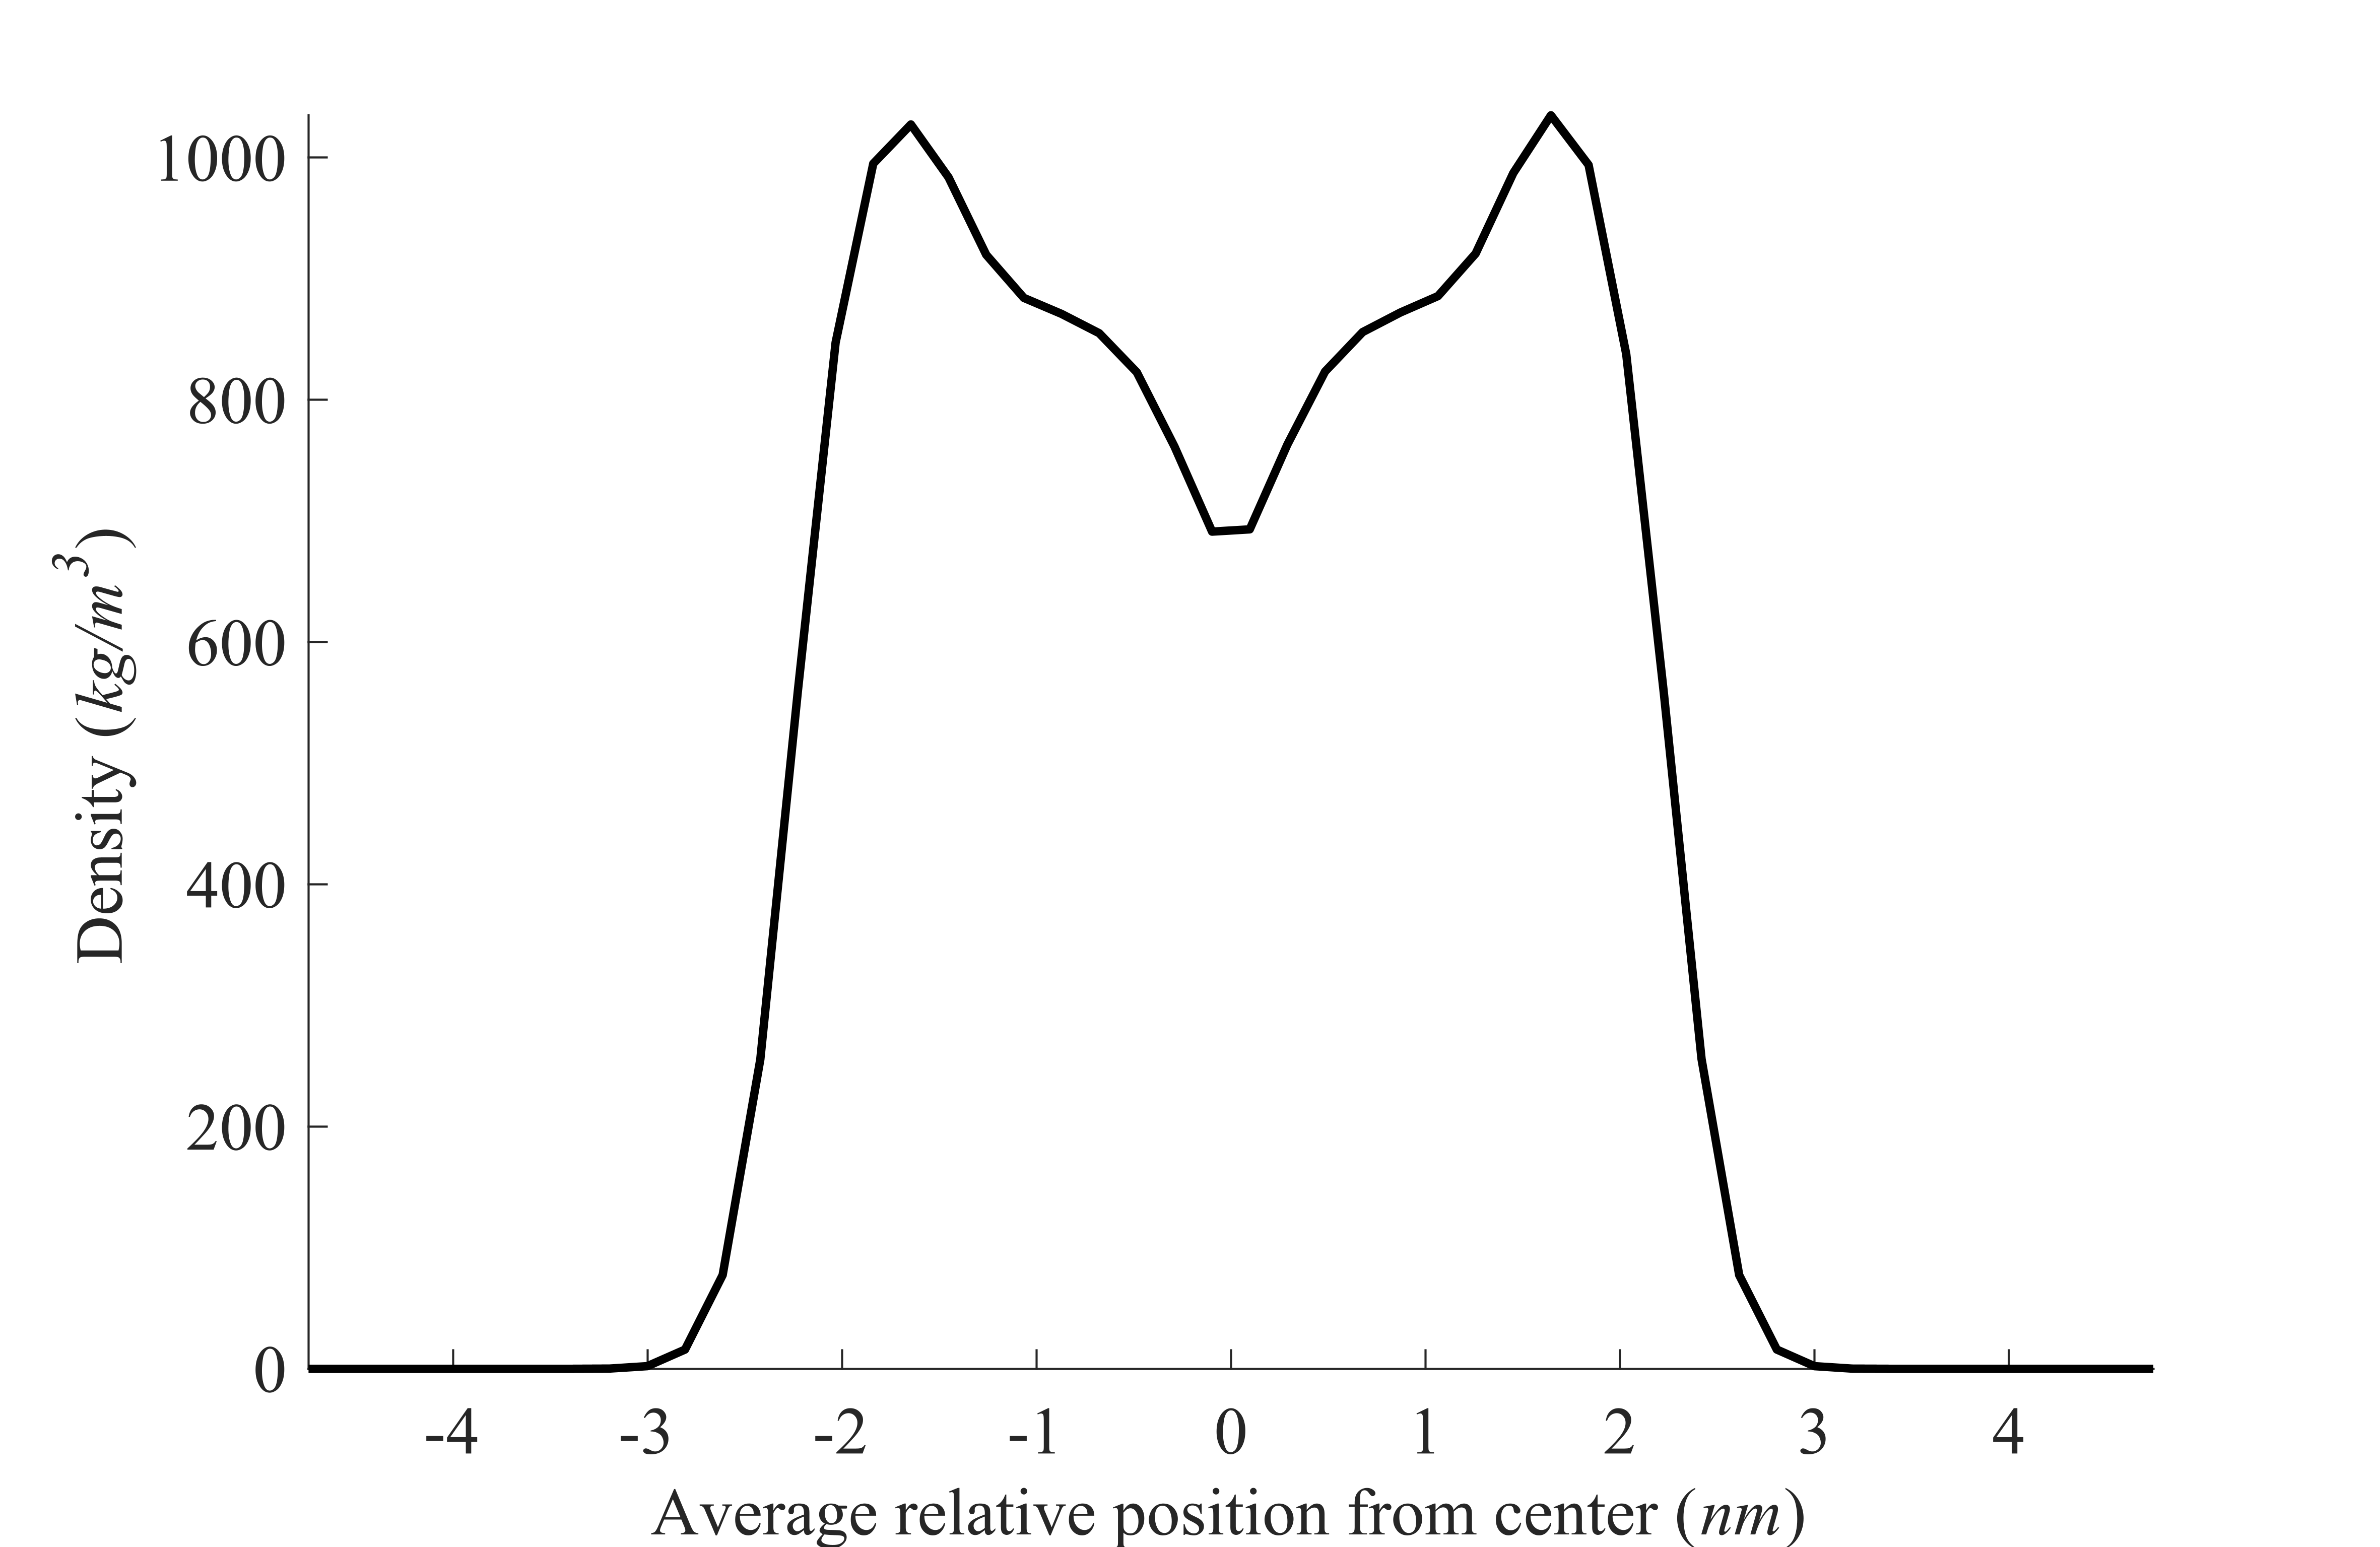 Density (kg/m³)
1000
800
600
400
200
0
-4 -3 -2 -1 0 1 2 3 4
Average relative position from center (nm)